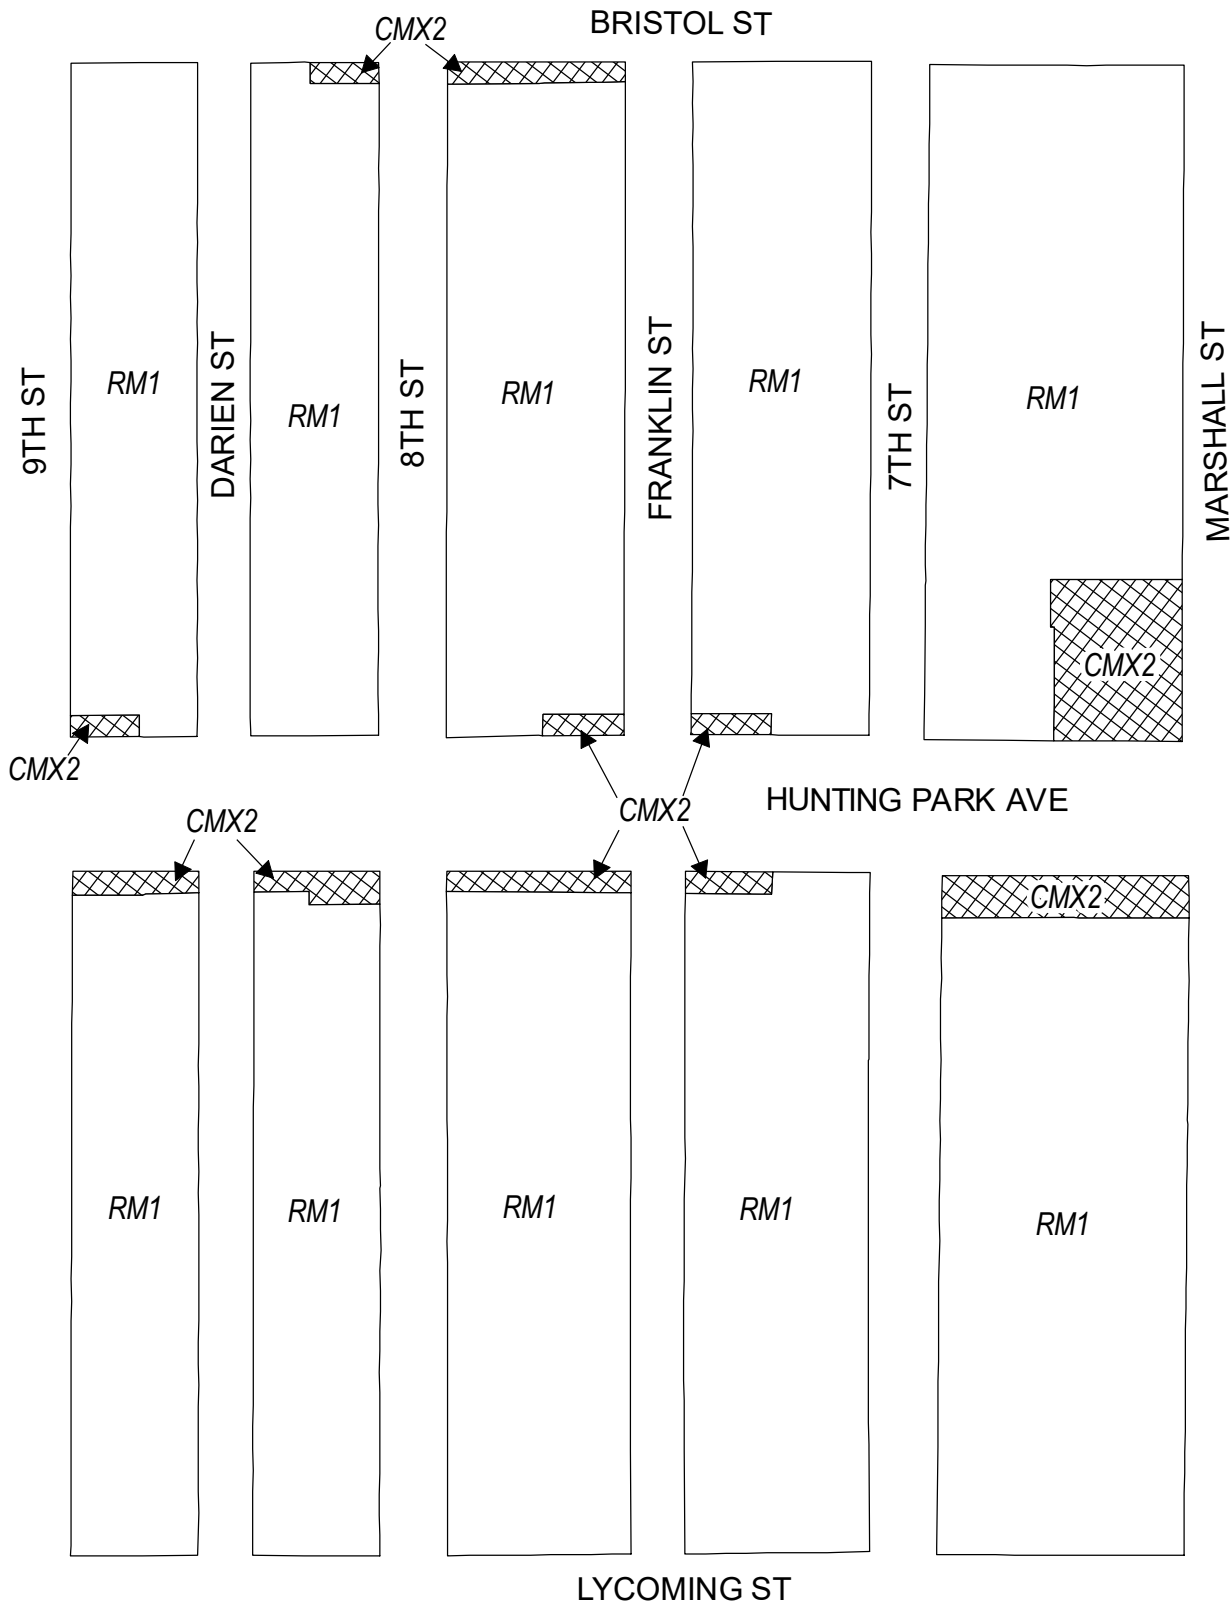 CMX2
BRISTOL ST
9TH ST
RM1
DARIEN ST
RM1
8TH ST
RM1
FRANKLIN ST
RM1
7TH ST
RM1
MARSHALL ST
CMX2
CMX2
CMX2
CMX2
HUNTING PARK AVE
CMX2
RM1
RM1
RM1
RM1
RM1
LYCOMING ST